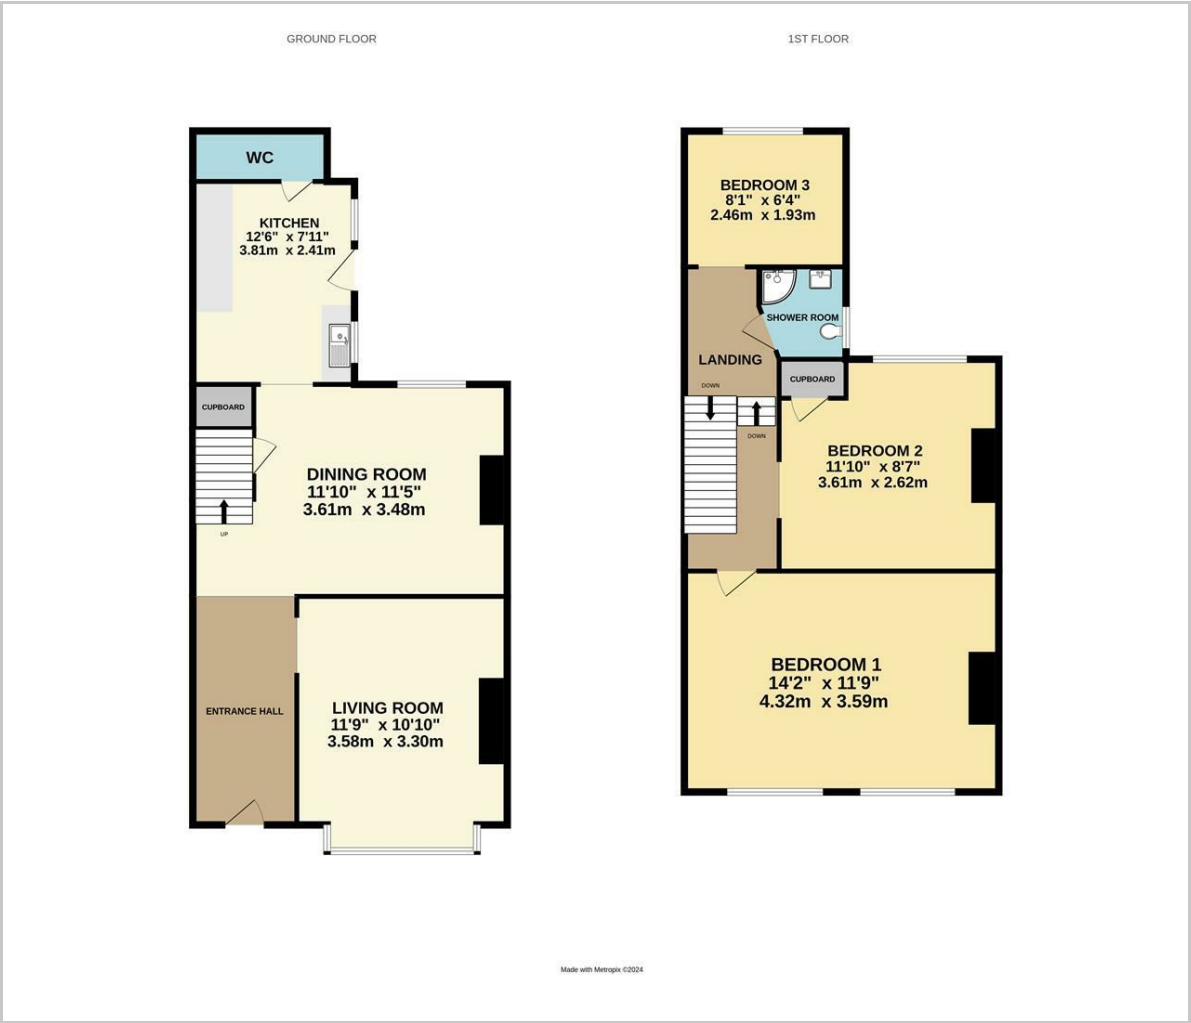 GROUND FLOOR
1ST FLOOR
WC
KITCHEN
12'6" x 7'11"
3.81m x 2.41m
CUPBOARD
UP
DINING ROOM
11'10" x 11'5"
3.61m x 3.48m
ENTRANCE HALL
LIVING ROOM
11'9" x 10'10"
3.58m x 3.30m
BEDROOM 3
8'1" x 6'4"
2.46m x 1.93m
SHOWER ROOM
LANDING
DOWN
CUPBOARD
DOWN
BEDROOM 2
11'10" x 8'7"
3.61m x 2.62m
BEDROOM 1
14'2" x 11'9"
4.32m x 3.59m
Made with Metropix ©2024